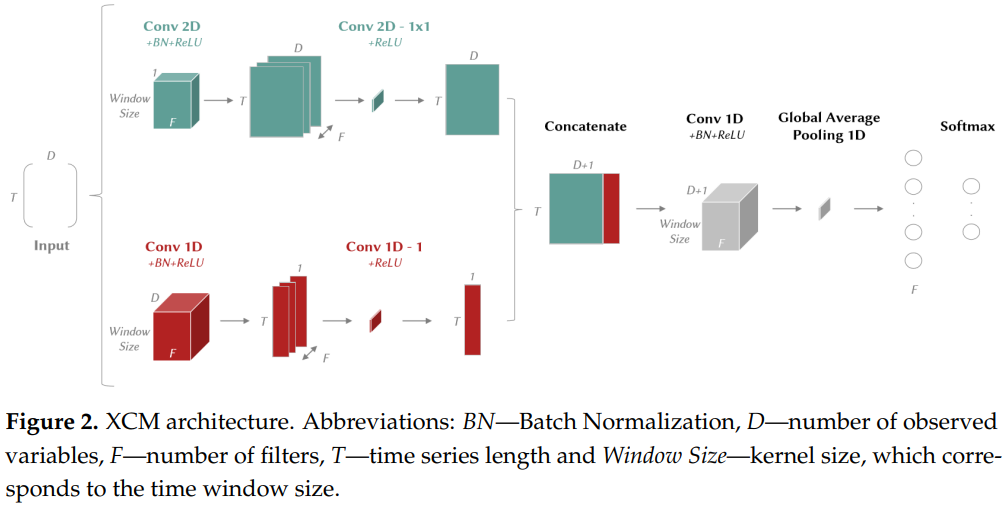 Conv 2D
+BN+ReLU
Conv 2D - 1x1
+ReLU
1
Window
Size
F
D
T
F
D
T
D
T
Input
Conv 1D
+BN+ReLU
Conv 1D - 1
+ReLU
D
Window
Size
F
1
T
F
1
T
Concatenate
D+1
T
Conv 1D
+BN+ReLU
D+1
Window
Size
F
Global Average
Pooling 1D
F
Softmax
Figure 2. XCM architecture. Abbreviations: BN—Batch Normalization, D—number of observed
variables, F—number of filters, T—time series length and Window Size—kernel size, which corre-
sponds to the time window size.